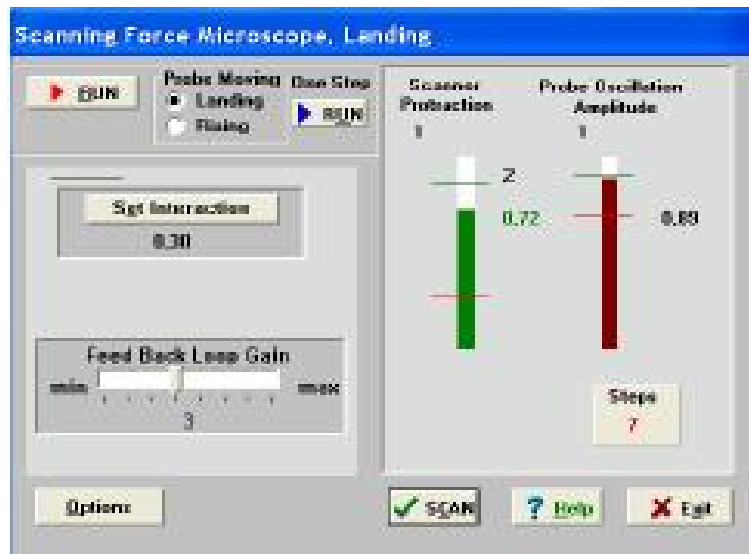 Scanning Force Microscope, Landing
RUN
Probe Moving
Landing
Rising
One Step
RUN
Set Interaction
0.30
Feed Back Loop Gain
min
max
3
Options
Scanner Protraction
1
Z
0.72
Probe Oscillation Amplitude
1
0.89
Steps
7
SCAN
Help
Exit